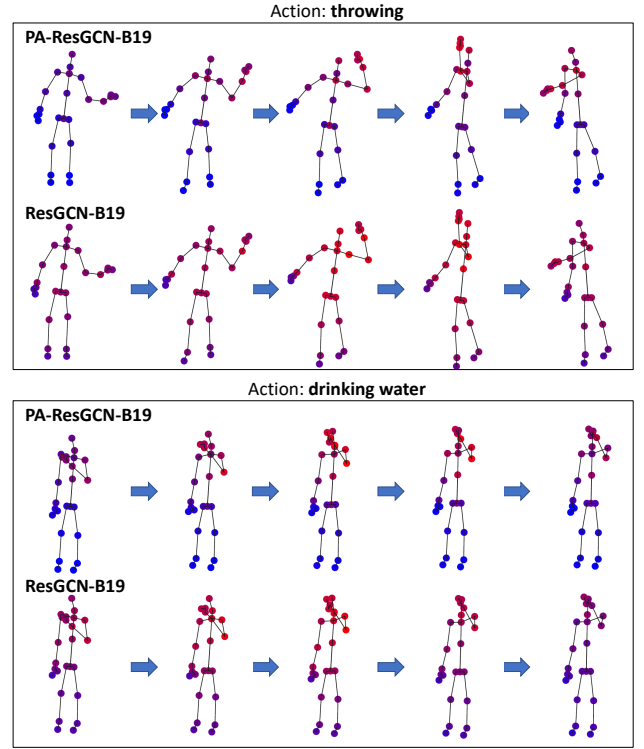 Action: throwing
PA-ResGCN-B19
ResGCN-B19
Action: drinking water
PA-ResGCN-B19
ResGCN-B19